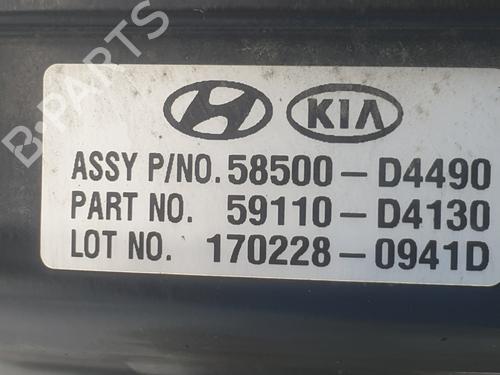 KIA
ASSY P/NO. 58500-D4490
PART NO. 59110-D4130
LOT NO. 170228-0941D
B-PARTS